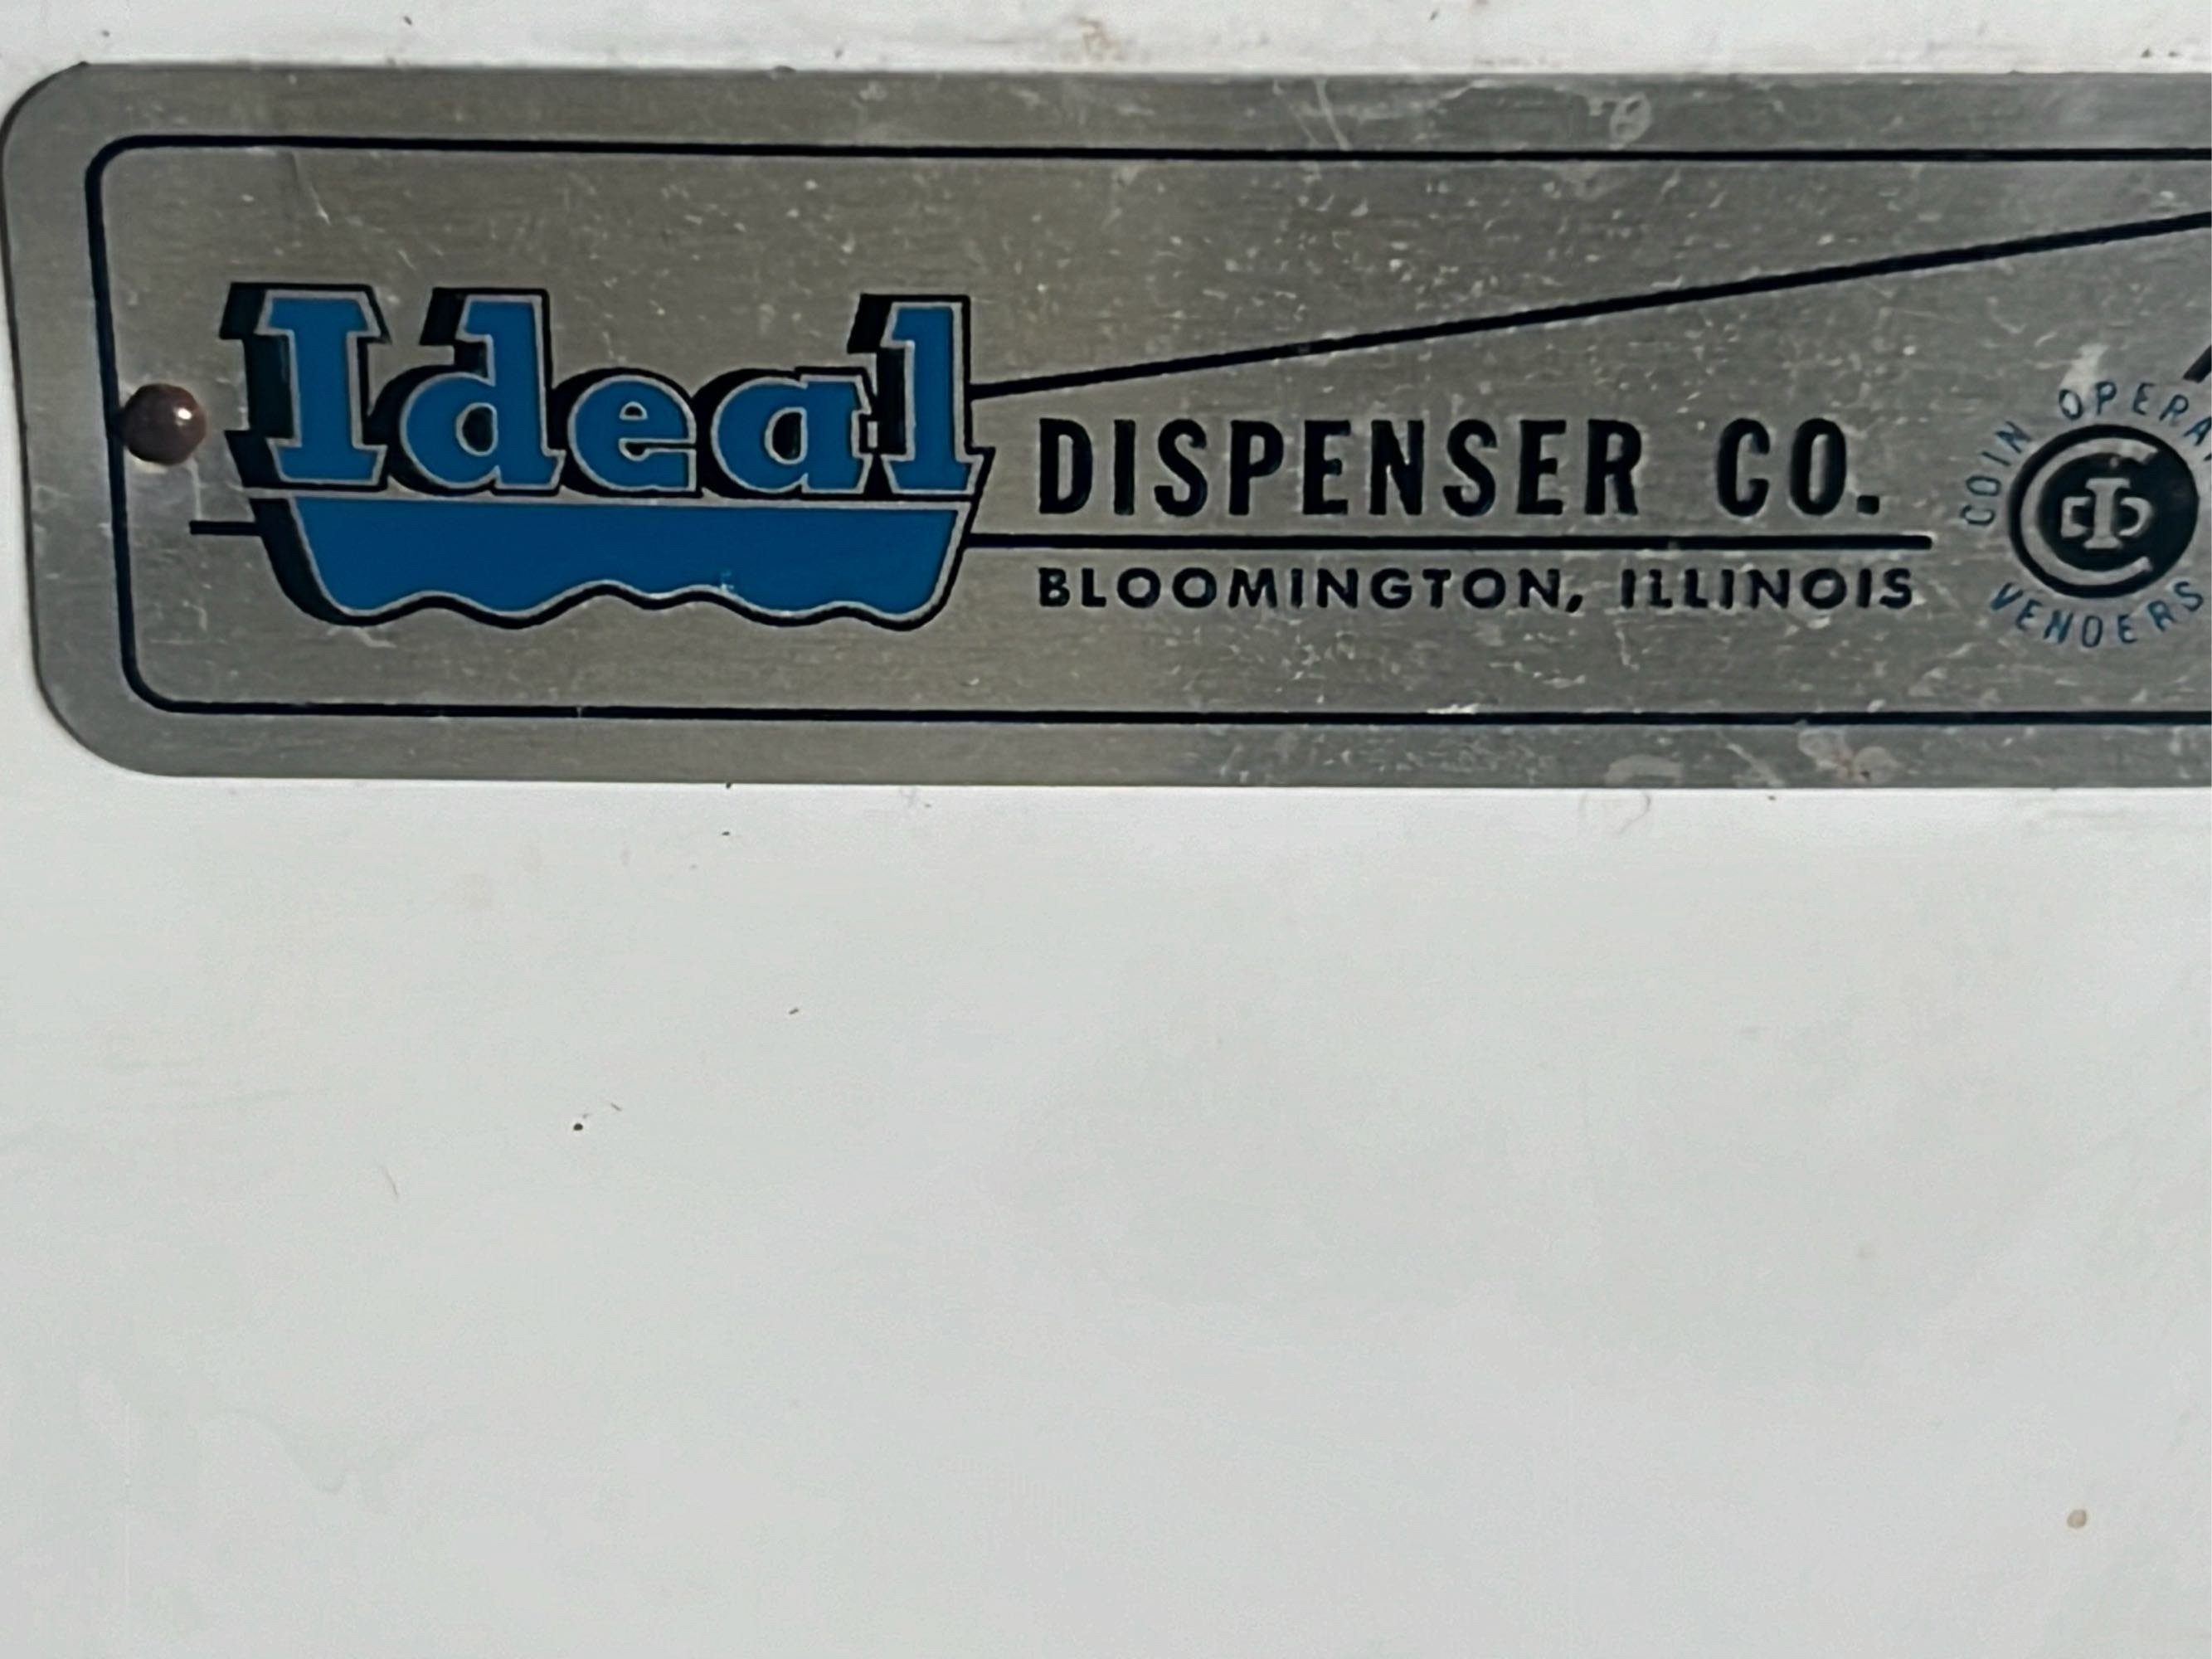 Ideal
DISPENSER CO.
BLOOMINGTON, ILLINOIS
COIN
VENDERS